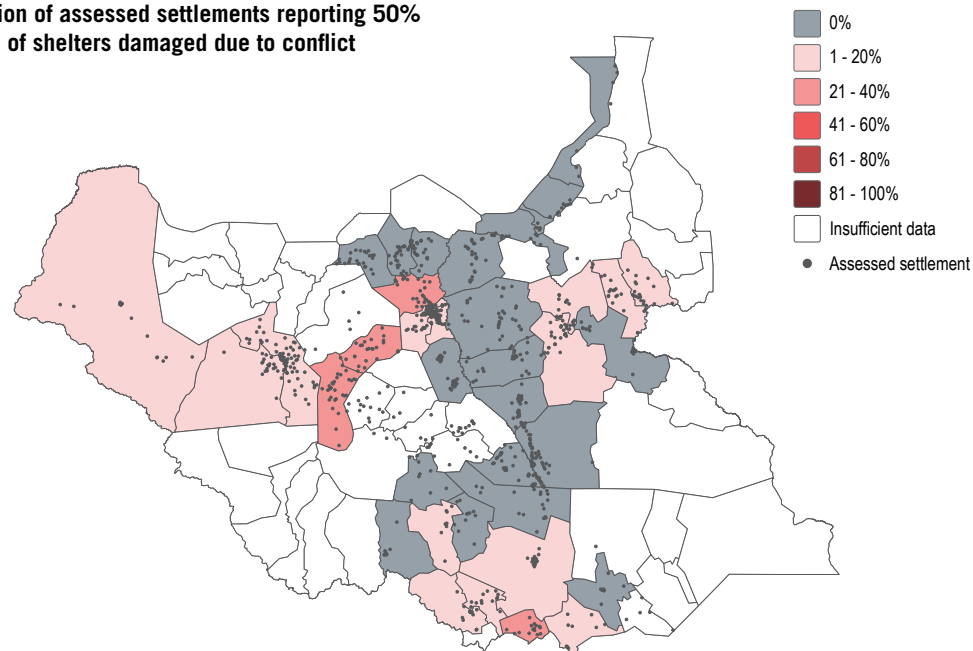 of assessed settlements reporting 50%
of shelters damaged due to conflict
0%
1 - 20%
21 - 40%
41 - 60%
61 - 80%
81 - 100%
Insufficient data
Assessed settlement